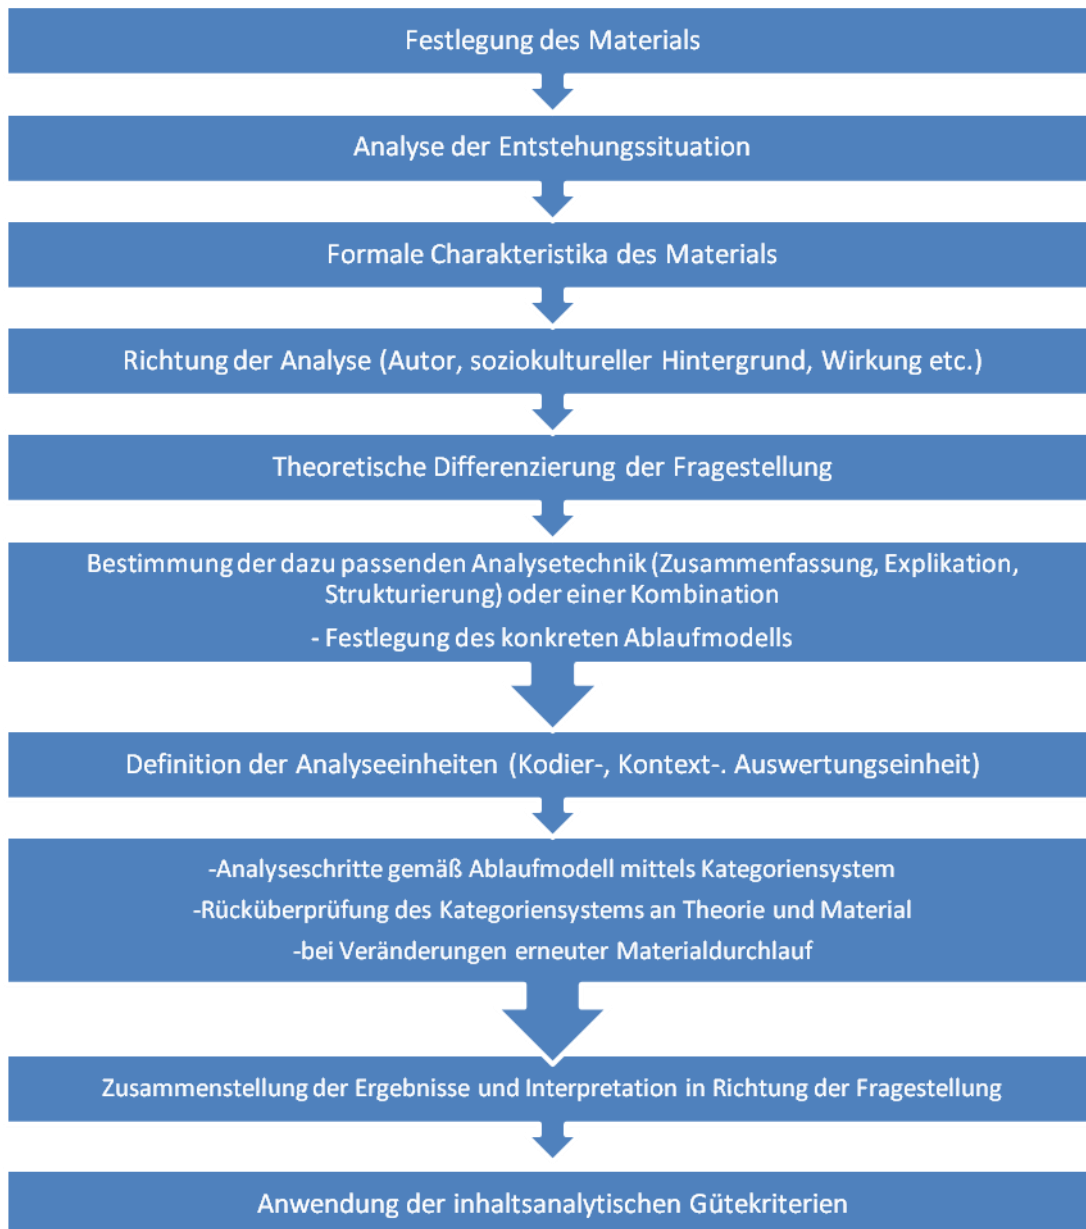 Festlegung des Materials
Analyse der Entstehungssituation
Formale Charakteristika des Materials
Richtung der Analyse (Autor, soziokultureller Hintergrund, Wirkung etc.)
Theoretische Differenzierung der Fragestellung
Bestimmung der dazu passenden Analysetechnik (Zusammenfassung, Explikation,
Strukturierung) oder einer Kombination
- Festlegung des konkreten Ablaufmodells
Definition der Analyseeinheiten (Kodier-, Kontext-. Auswertungseinheit)
-Analyseschritte gemäß Ablaufmodell mittels Kategoriensystem
-Rücküberprüfung des Kategoriensystems an Theorie und Material
-bei Veränderungen erneuter Materialdurchlauf
Zusammenstellung der Ergebnisse und Interpretation in Richtung der Fragestellung
Anwendung der inhaltsanalytischen Gütekriterien